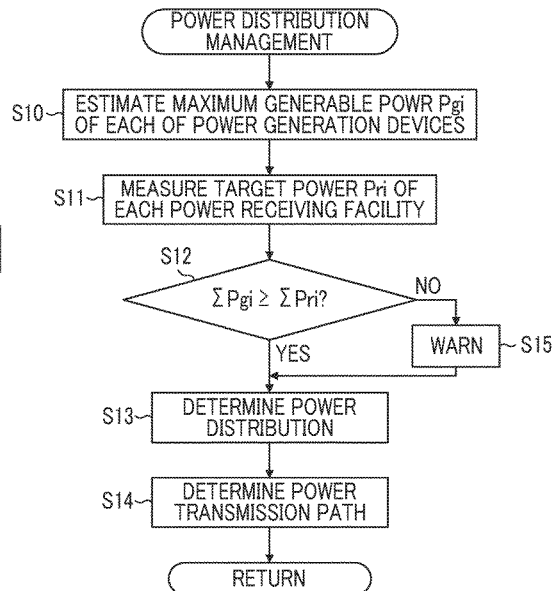 POWER DISTRIBUTION
MANAGEMENT
S10
ESTIMATE MAXIMUM GENERABLE POWR Pgi
OF EACH OF POWER GENERATION DEVICES
S11
MEASURE TARGET POWER Pri OF
EACH POWER RECEIVING FACILITY
S12
ΣPgi ≥ ΣPri?
NO
YES
WARN
S15
S13
DETERMINE POWER
DISTRIBUTION
S14
DETERMINE POWER
TRANSMISSION PATH
RETURN